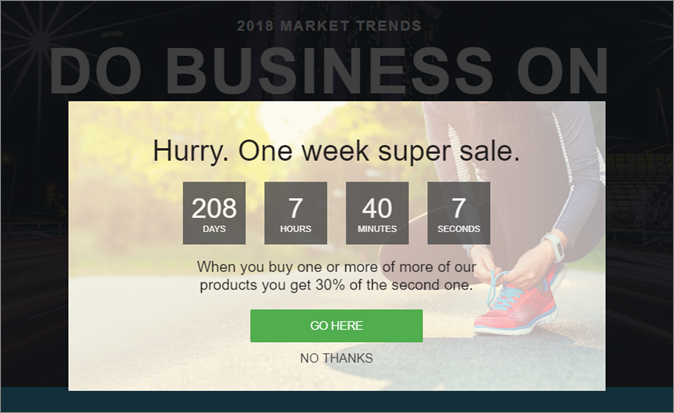 2018 MARKET TRENDS
DO BUSINESS ON
Hurry. One week super sale.
208 7 40 7
DAYS HOURS MINUTES SECONDS
When you buy one or more of more of our
products you get 30% of the second one.
GO HERE
NO THANKS